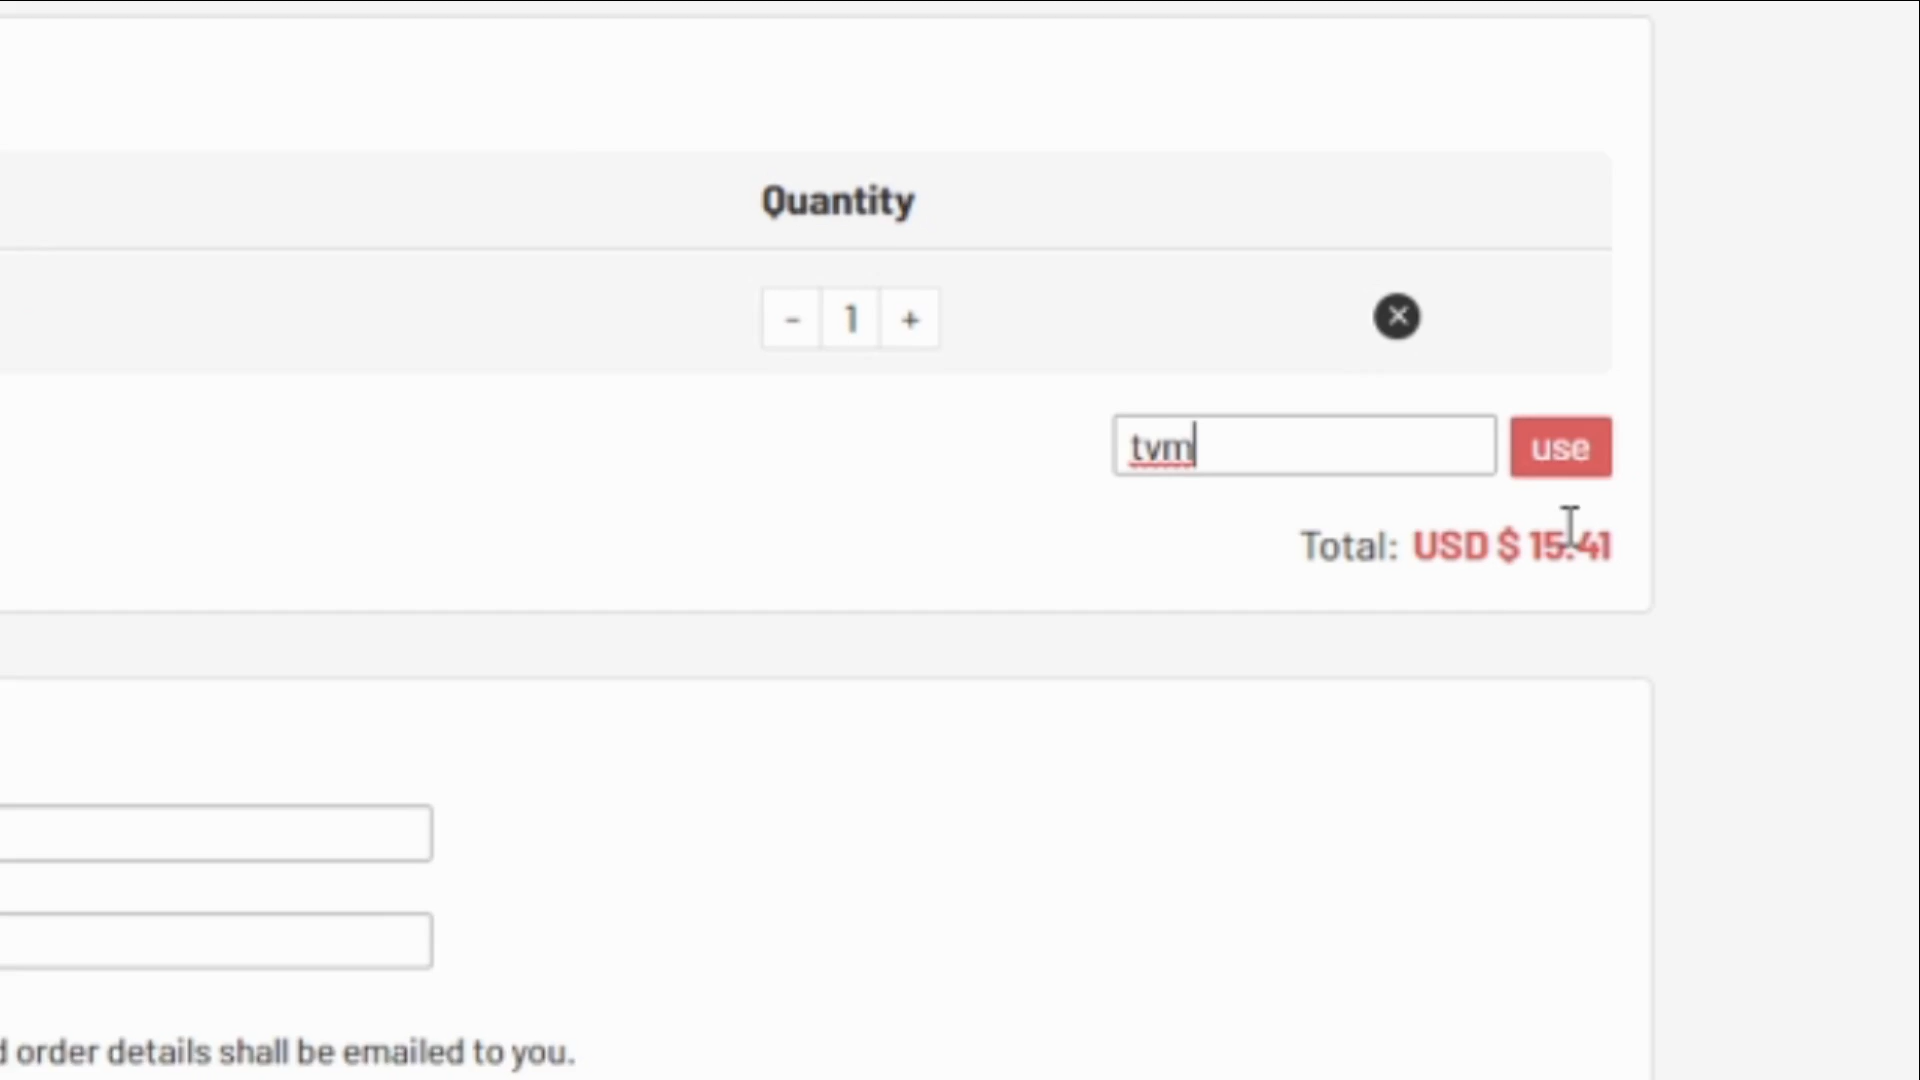 Quantity
- 1 +
tvm
use
Total: USD $ 15.41
order details shall be emailed to you.